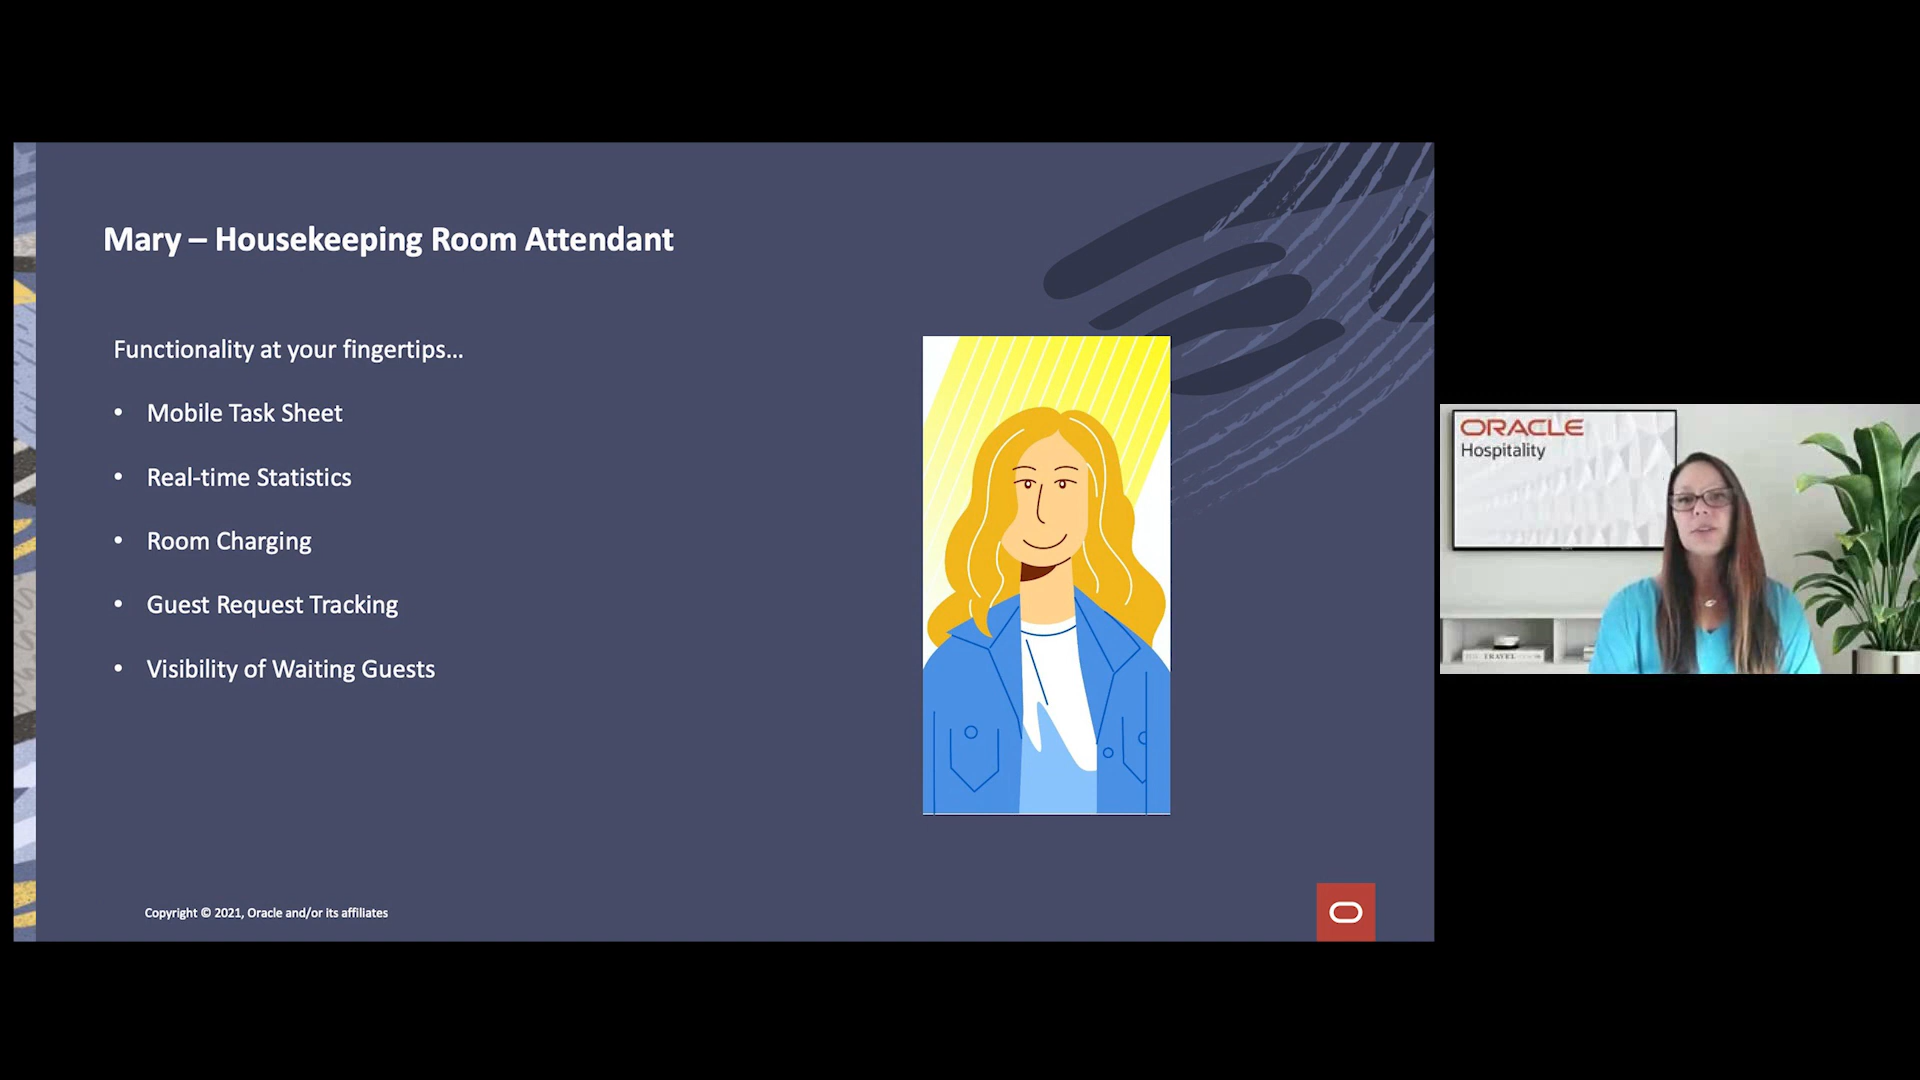 Mary – Housekeeping Room Attendant
Functionality at your fingertips...
• Mobile Task Sheet
• Real-time Statistics
• Room Charging
• Guest Request Tracking
• Visibility of Waiting Guests
Copyright © 2021, Oracle and/or its affiliates
ORACLE
Hospitality
TRAVEL